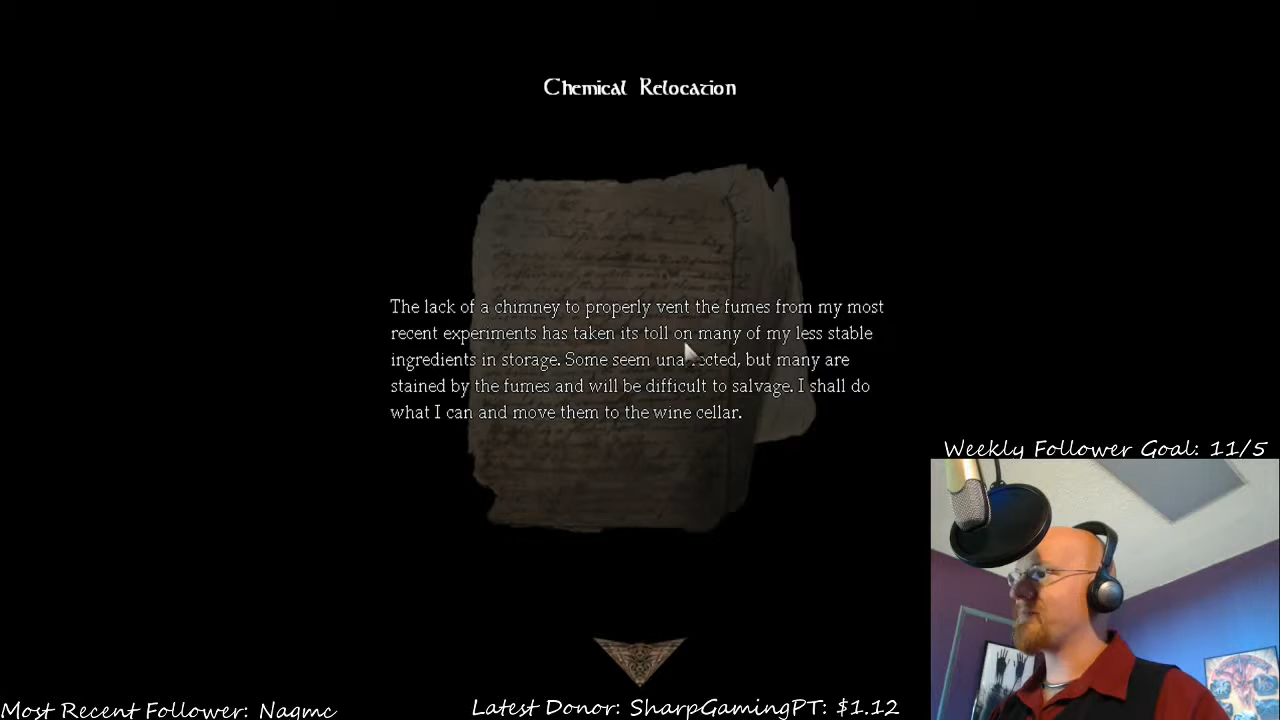 Chemical Relocation
The lack of a chimney to properly vent the fumes from my most
recent experiments has taken its toll on many of my less stable
ingredients in storage. Some seem unaffected, but many are
stained by the fumes and will be difficult to salvage. I shall do
what I can and move them to the wine cellar.
Weekly Follower Goal: 11/5
Most Recent Follower: Naqmc
Latest Donor: SharpGamingPT: $1.12